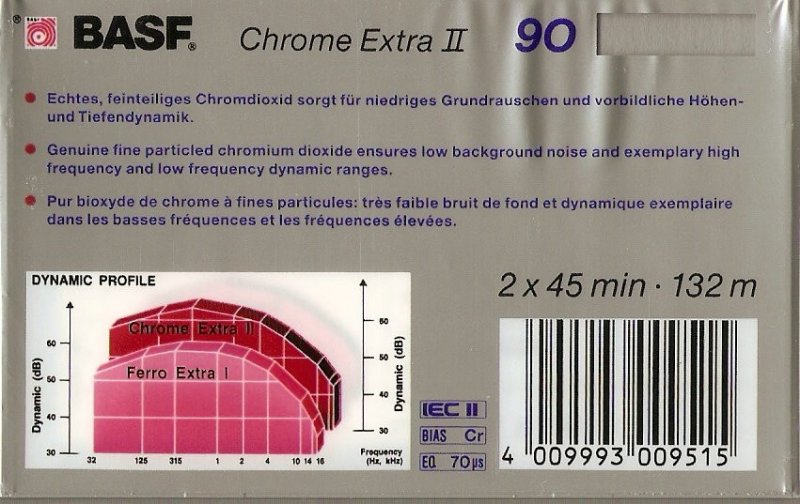 BASF®
Chrome Extra II 90
Echtes, feinteiliges Chromdioxid sorgt für niedriges Grundrauschen und vorbildliche Höhen-
und Tiefendynamik.
Genuine fine particled chromium dioxide ensures low background noise and exemplary high
frequency and low frequency dynamic ranges.
Pur bioxyde de chrome à fines particules: très faible bruit de fond et dynamique exemplaire
dans les basses fréquences et les fréquences élevées.
DYNAMIC PROFILE
Chrome Extra II
Ferro Extra I
Dynamic (dB)
60
50
40
30
32 125 315 1 2 4 10 14 16
Frequency
(Hz, kHz)
60
50
40
30
Dynamic (dB)
2 x 45 min · 132 m
IEC II
BIAS Cr
EQ 70µs
4 009993 009515